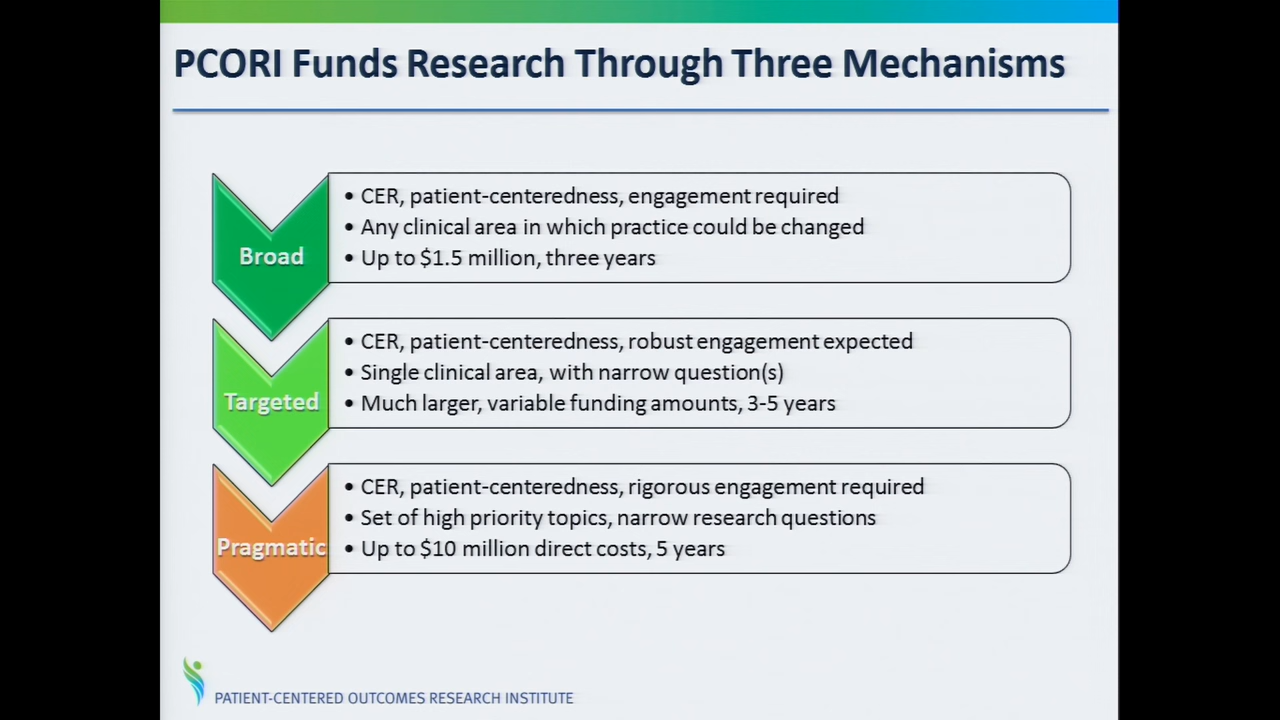 PCORI Funds Research Through Three Mechanisms
Broad
• CER, patient-centeredness, engagement required
• Any clinical area in which practice could be changed
• Up to $1.5 million, three years
Targeted
• CER, patient-centeredness, robust engagement expected
• Single clinical area, with narrow question(s)
• Much larger, variable funding amounts, 3-5 years
Pragmatic
• CER, patient-centeredness, rigorous engagement required
• Set of high priority topics, narrow research questions
• Up to $10 million direct costs, 5 years
PATIENT-CENTERED OUTCOMES RESEARCH INSTITUTE